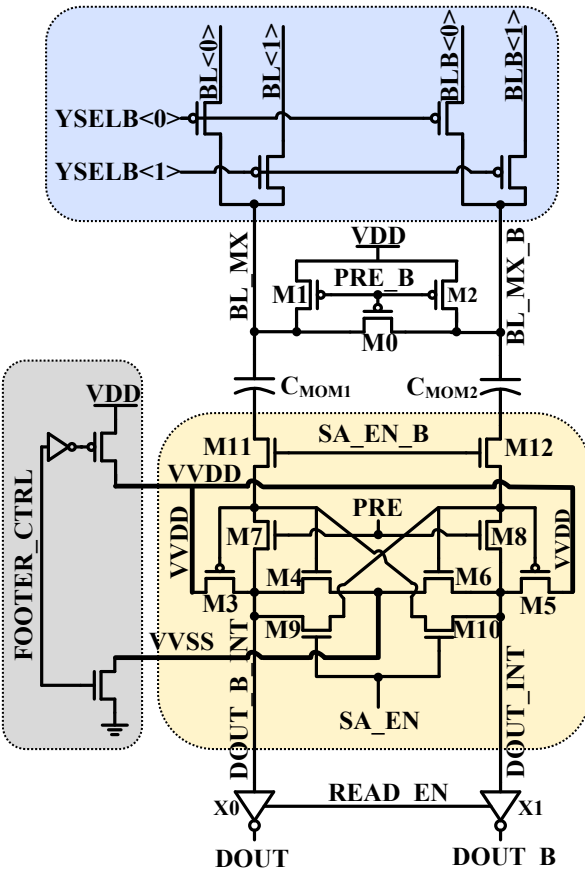 BL<0>
BL<1>
BLB<0>
BLB<1>
YSELB<0>
YSELB<1>
BL_MX
VDD
BL_MX_B
M1
PRE_B
M2
M0
C_MOM1
C_MOM2
VDD
M11
SA_EN_B
M12
FOOTER_CTRL
VVDD
VVDD
PRE
VVDD
M7
M8
M4
M6
M3
M5
M9
M10
VVSS
DOUT_B_INT
DOUT_INT
SA_EN
X0
READ_EN
X1
DOUT
DOUT_B